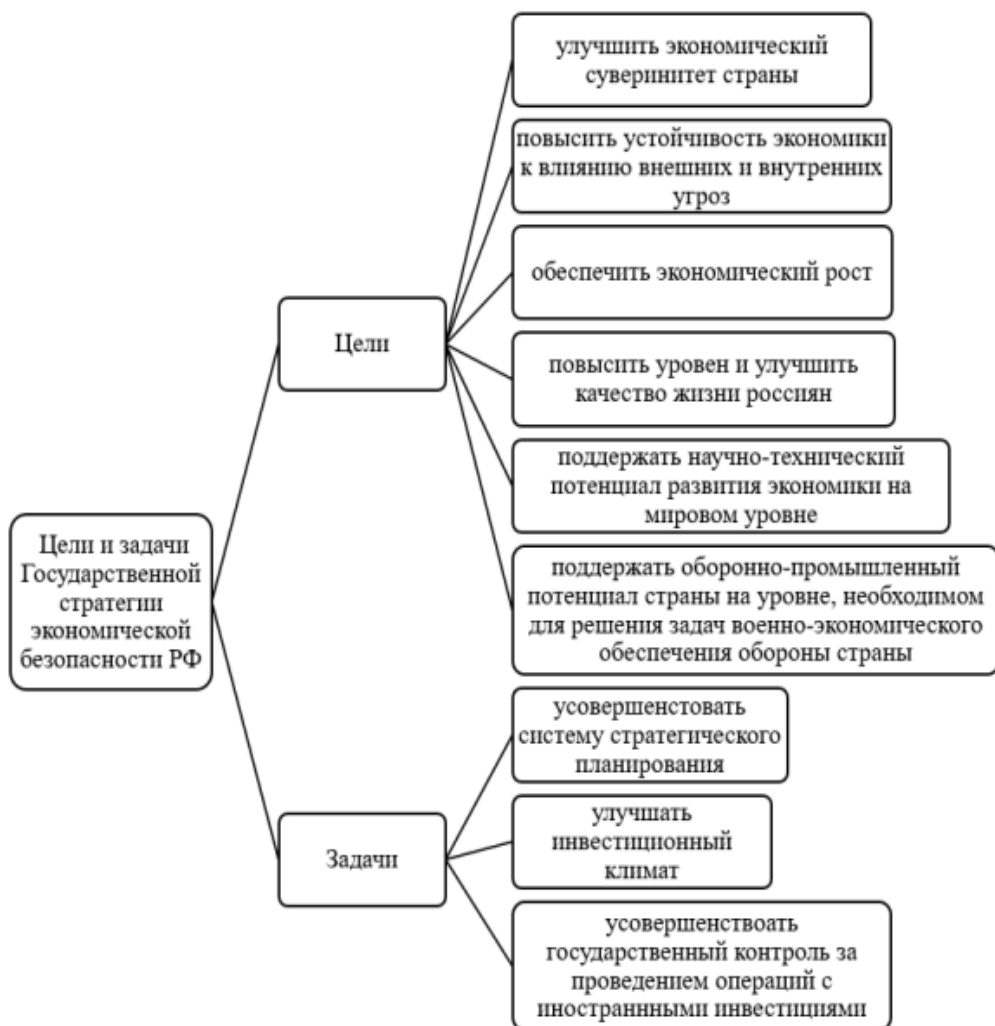 Цели и задачи
Государственной
стратегии
экономической
безопасности РФ
Цели
улучшить экономический
суверинитет страны
повысить устойчивость экономики
к влиянию внешних и внутренних
угроз
обеспечить экономический рост
повысить уровен и улучшить
качество жизни россиян
поддержать научно-технический
потенциал развития экономики на
мировом уровне
поддержать оборонно-промышленный
потенциал страны на уровне, необходимом
для решения задач военно-экономического
обеспечения обороны страны
Задачи
усовершенстовать
систему стратегического
планирования
улучшать
инвестиционный
климат
усовершенствоать
государственный контроль за
проведением операций с
иностраннными инвестициями